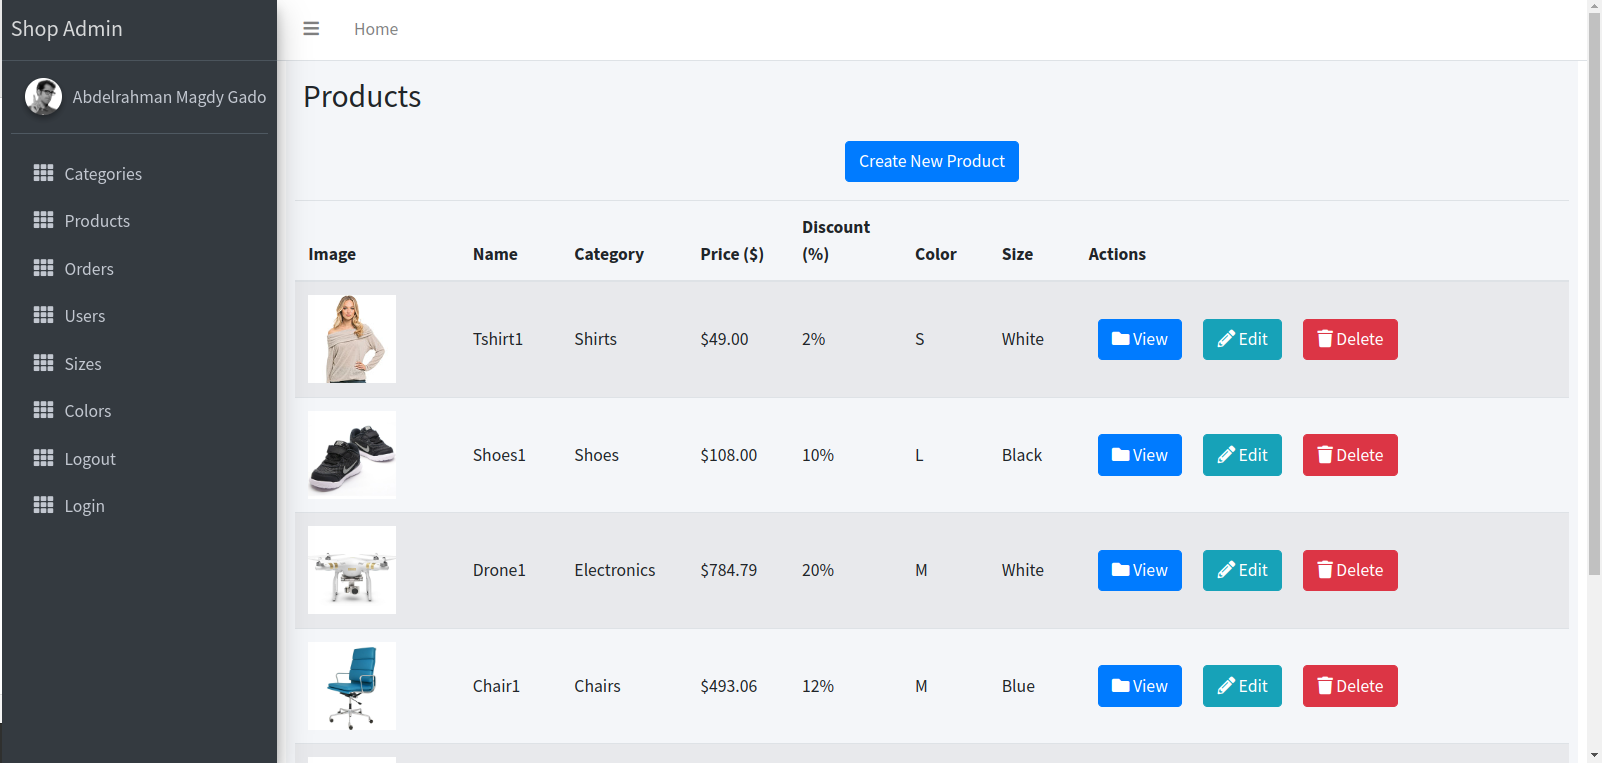 Shop Admin
Home
Abdelrahman Magdy Gado
Categories
Products
Orders
Users
Sizes
Colors
Logout
Login
Products
Create New Product
Image Name Category Price ($) Discount (%) Color Size Actions
Tshirt1 Shirts $49.00 2% S White View Edit Delete
Shoes1 Shoes $108.00 10% L Black View Edit Delete
Drone1 Electronics $784.79 20% M White View Edit Delete
Chair1 Chairs $493.06 12% M Blue View Edit Delete